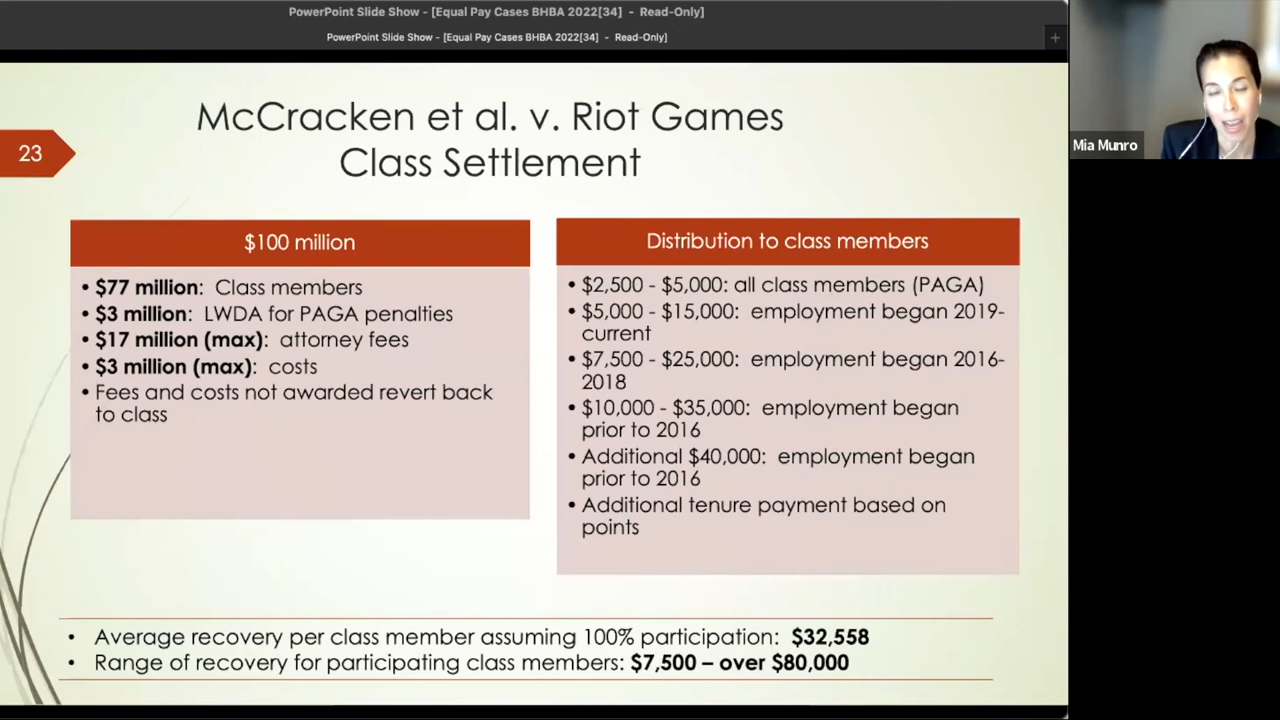 PowerPoint Slide Show - [Equal Pay Cases BHBA 2022[34] - Read-Only]
PowerPoint Slide Show - [Equal Pay Cases BHBA 2022[34] - Read-Only]
+
23
McCracken et al. v. Riot Games
Class Settlement
$100 million
• $77 million: Class members
• $3 million: LWDA for PAGA penalties
• $17 million (max): attorney fees
• $3 million (max): costs
• Fees and costs not awarded revert back
to class
Distribution to class members
• $2,500 - $5,000: all class members (PAGA)
• $5,000 - $15,000: employment began 2019-
current
• $7,500 - $25,000: employment began 2016-
2018
• $10,000 - $35,000: employment began
prior to 2016
• Additional $40,000: employment began
prior to 2016
• Additional tenure payment based on
points
• Average recovery per class member assuming 100% participation: $32,558
• Range of recovery for participating class members: $7,500 – over $80,000
Mia Munro